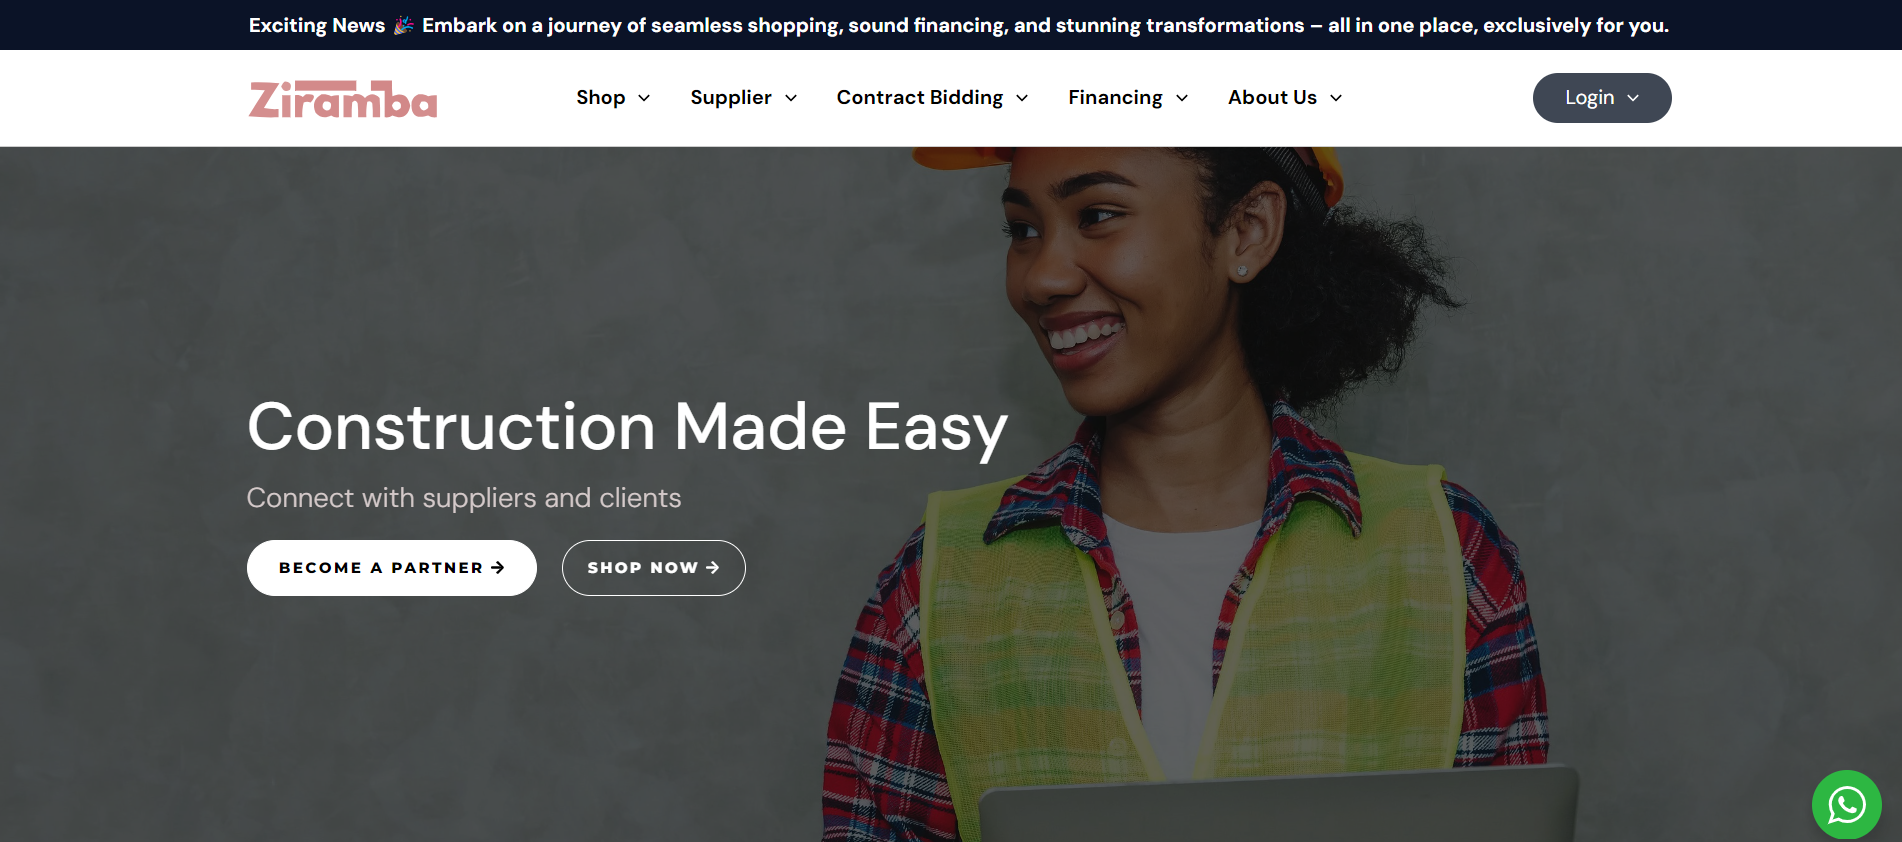 Exciting News 🎉 Embark on a journey of seamless shopping, sound financing, and stunning transformations – all in one place, exclusively for you.
Ziramba
Shop
Supplier
Contract Bidding
Financing
About Us
Login
Construction Made Easy
Connect with suppliers and clients
BECOME A PARTNER →
SHOP NOW →